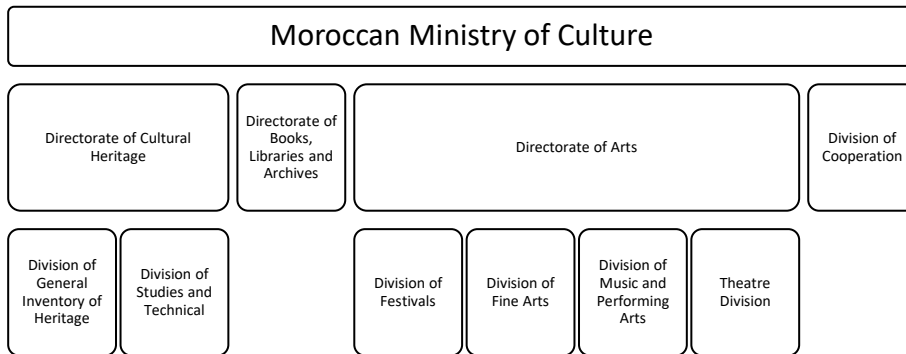 Moroccan Ministry of Culture
Directorate of Cultural
Heritage
Directorate of
Books,
Libraries and
Archives
Directorate of Arts
Division of
Cooperation
Division of
General
Inventory of
Heritage
Division of
Studies and
Technical
Division of
Festivals
Division of
Fine Arts
Division of
Music and
Performing
Arts
Theatre
Division